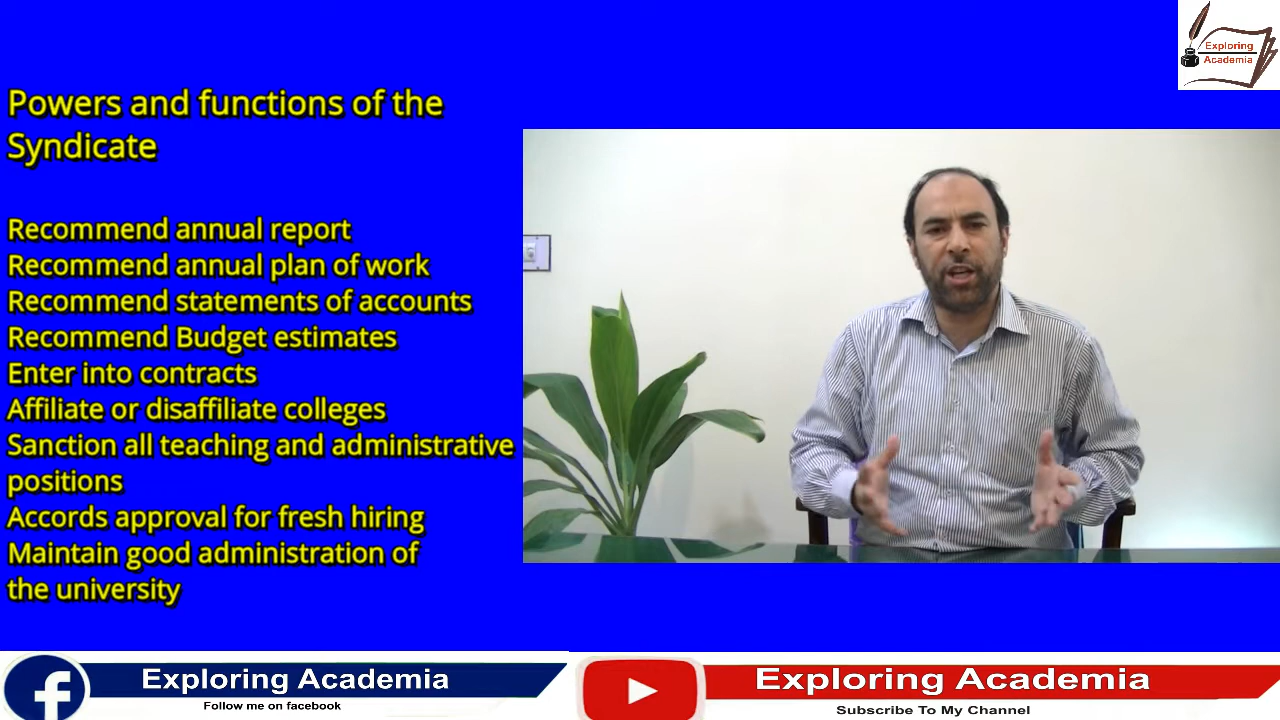 Exploring
Academia
Powers and functions of the
Syndicate
Recommend annual report
Recommend annual plan of work
Recommend statements of accounts
Recommend Budget estimates
Enter into contracts
Affiliate or disaffiliate colleges
Sanction all teaching and administrative
positions
Accords approval for fresh hiring
Maintain good administration of
the university
Exploring Academia
Follow me on facebook
Exploring Academia
Subscribe To My Channel